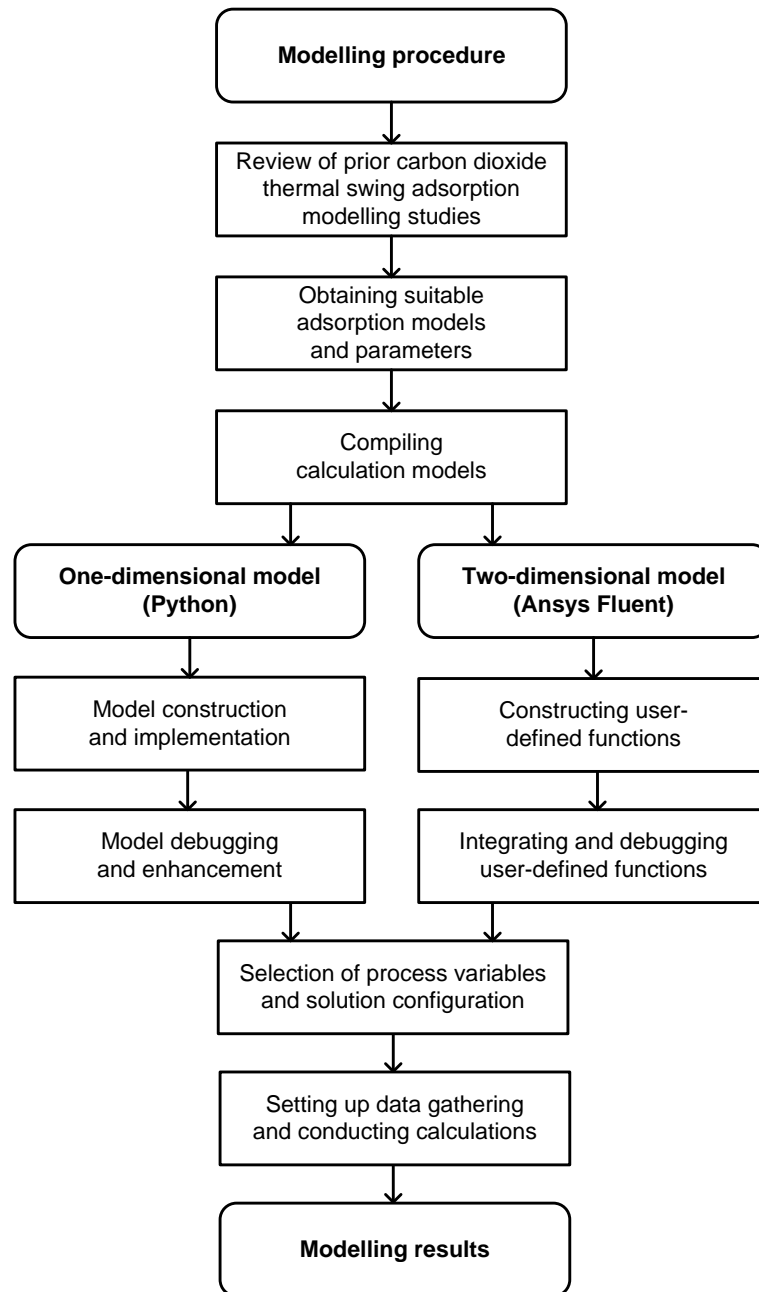 Modelling procedure
Review of prior carbon dioxide
thermal swing adsorption
modelling studies
Obtaining suitable
adsorption models
and parameters
Compiling
calculation models
One-dimensional model
(Python)
Two-dimensional model
(Ansys Fluent)
Model construction
and implementation
Constructing user-
defined functions
Model debugging
and enhancement
Integrating and debugging
user-defined functions
Selection of process variables
and solution configuration
Setting up data gathering
and conducting calculations
Modelling results